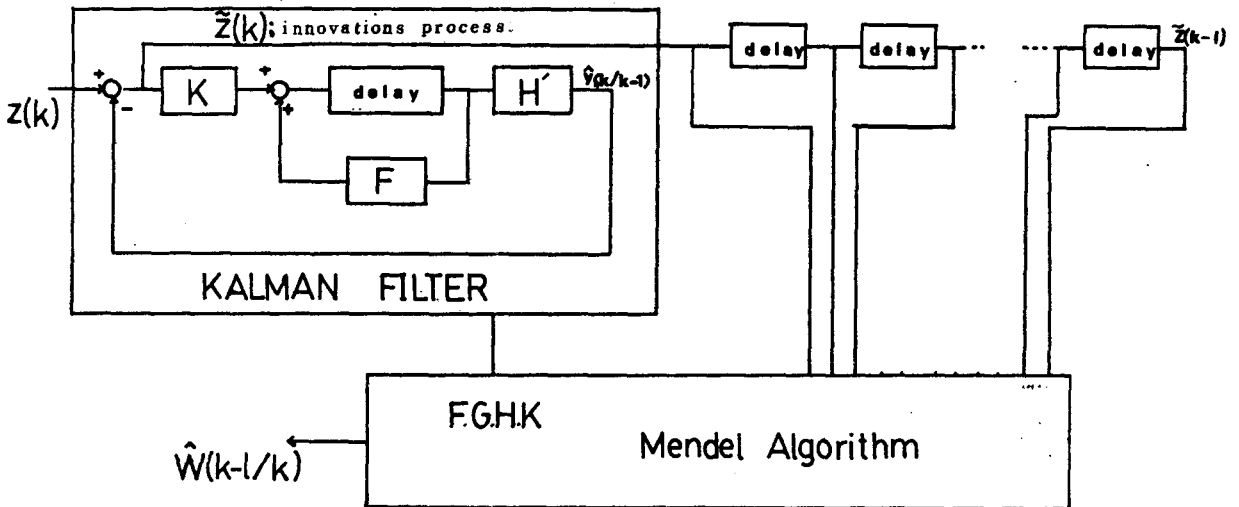 z̃(k); innovations process.
delay
delay
--- ---
delay
z̃(k-l)
+
-
z(k)
K
+
+
delay
H′
v̂(k/k-1)
F
KALMAN FILTER
F.G.H.K
Mendel Algorithm
Ŵ(k-l/k)